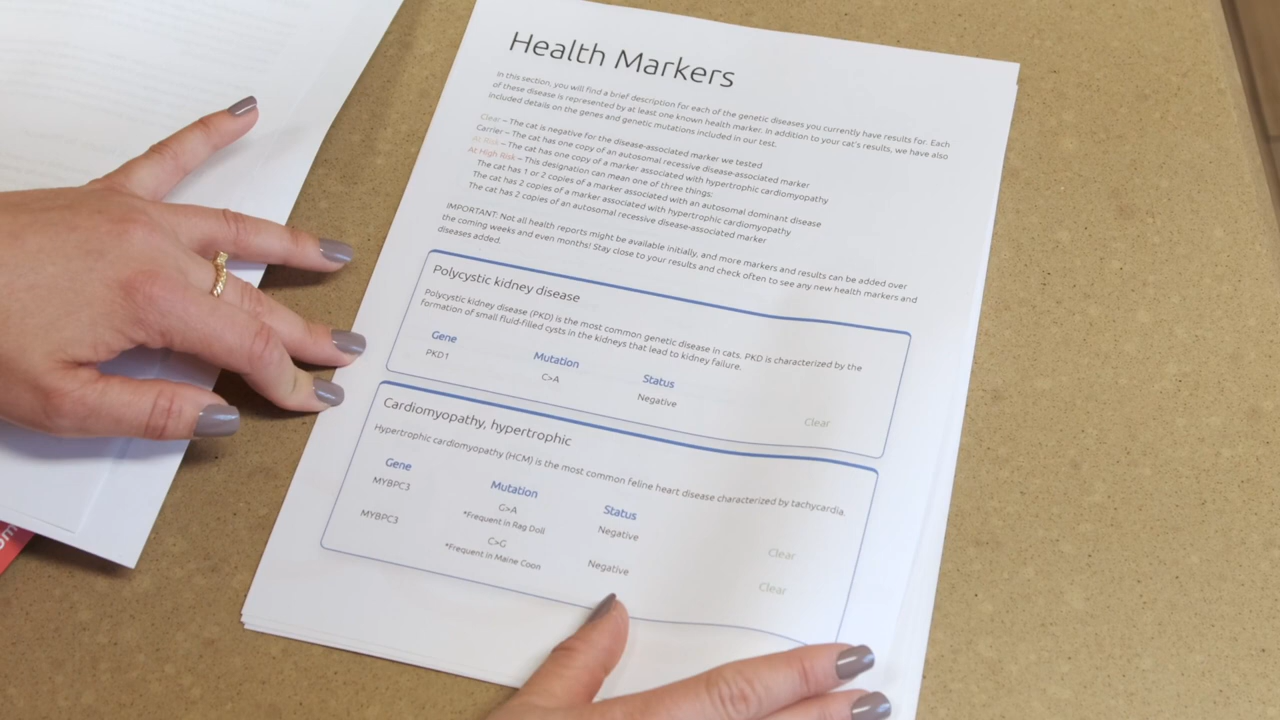 Health Markers
In this section, you will find a brief description for each of the genetic diseases you currently have results for. Each
of these disease is represented by at least one known health marker. In addition to your cat's results, we have also
included details on the genes and genetic mutations included in our test.
Clear – The cat is negative for the disease-associated marker we tested
Carrier – The cat has one copy of an autosomal recessive disease-associated marker
At Risk – The cat has one copy of a marker associated with hypertrophic cardiomyopathy
At High Risk – This designation can mean one of three things:
The cat has 1 or 2 copies of a marker associated with an autosomal dominant disease
The cat has 2 copies of a marker associated with hypertrophic cardiomyopathy
The cat has 2 copies of an autosomal recessive disease-associated marker
IMPORTANT: Not all health reports might be available initially, and more markers and results can be added over
the coming weeks and even months! Stay close to your results and check often to see any new health markers and
diseases added.
Polycystic kidney disease
Polycystic kidney disease (PKD) is the most common genetic disease in cats. PKD is characterized by the
formation of small fluid-filled cysts in the kidneys that lead to kidney failure.
Gene Mutation Status
PKD1 C>A Negative Clear
Cardiomyopathy, hypertrophic
Hypertrophic cardiomyopathy (HCM) is the most common feline heart disease characterized by tachycardia.
Gene Mutation Status
MYBPC3 G>A Negative Clear
*Frequent in Rag Doll
MYBPC3 C>G Negative Clear
*Frequent in Maine Coon